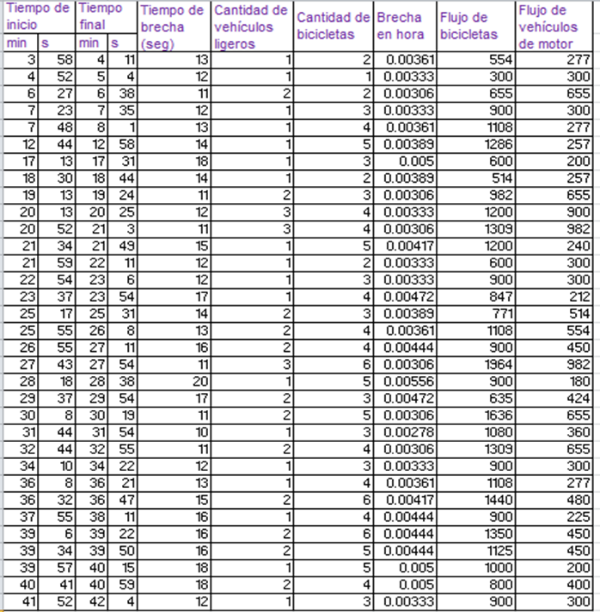 Tiempo de inicio Tiempo final Tiempo de brecha (seg) Cantidad de vehículos ligeros Cantidad de bicicletas Brecha en hora Flujo de bicicletas Flujo de vehículos de motor
min s min s
3 58 4 11 13 1 2 0.00361 554 277
4 52 5 4 12 1 1 0.00333 300 300
6 27 6 38 11 2 2 0.00306 655 655
7 23 7 35 12 1 3 0.00333 900 300
7 48 8 1 13 1 4 0.00361 1108 277
12 44 12 58 14 1 5 0.00389 1286 257
17 13 17 31 18 1 3 0.005 600 200
18 30 18 44 14 1 2 0.00389 514 257
19 13 19 24 11 2 3 0.00306 982 655
20 13 20 25 12 3 4 0.00333 1200 900
20 52 21 3 11 3 4 0.00306 1309 982
21 34 21 49 15 1 5 0.00417 1200 240
21 59 22 11 12 1 2 0.00333 600 300
22 54 23 6 12 1 3 0.00333 900 300
23 37 23 54 17 1 4 0.00472 847 212
25 17 25 31 14 2 3 0.00389 771 514
25 55 26 8 13 2 4 0.00361 1108 554
26 55 27 11 16 2 4 0.00444 900 450
27 43 27 54 11 3 6 0.00306 1964 982
28 18 28 38 20 1 5 0.00556 900 180
29 37 29 54 17 2 3 0.00472 635 424
30 8 30 19 11 2 5 0.00306 1636 655
31 44 31 54 10 1 3 0.00278 1080 360
32 44 32 55 11 2 4 0.00306 1309 655
34 10 34 22 12 1 3 0.00333 900 300
36 8 36 21 13 1 4 0.00361 1108 277
36 32 36 47 15 2 6 0.00417 1440 480
37 55 38 11 16 1 4 0.00444 900 225
39 6 39 22 16 2 6 0.00444 1350 450
39 34 39 50 16 2 5 0.00444 1125 450
39 57 40 15 18 1 5 0.005 1000 200
40 41 40 59 18 2 4 0.005 800 400
41 52 42 4 12 1 3 0.00333 900 300